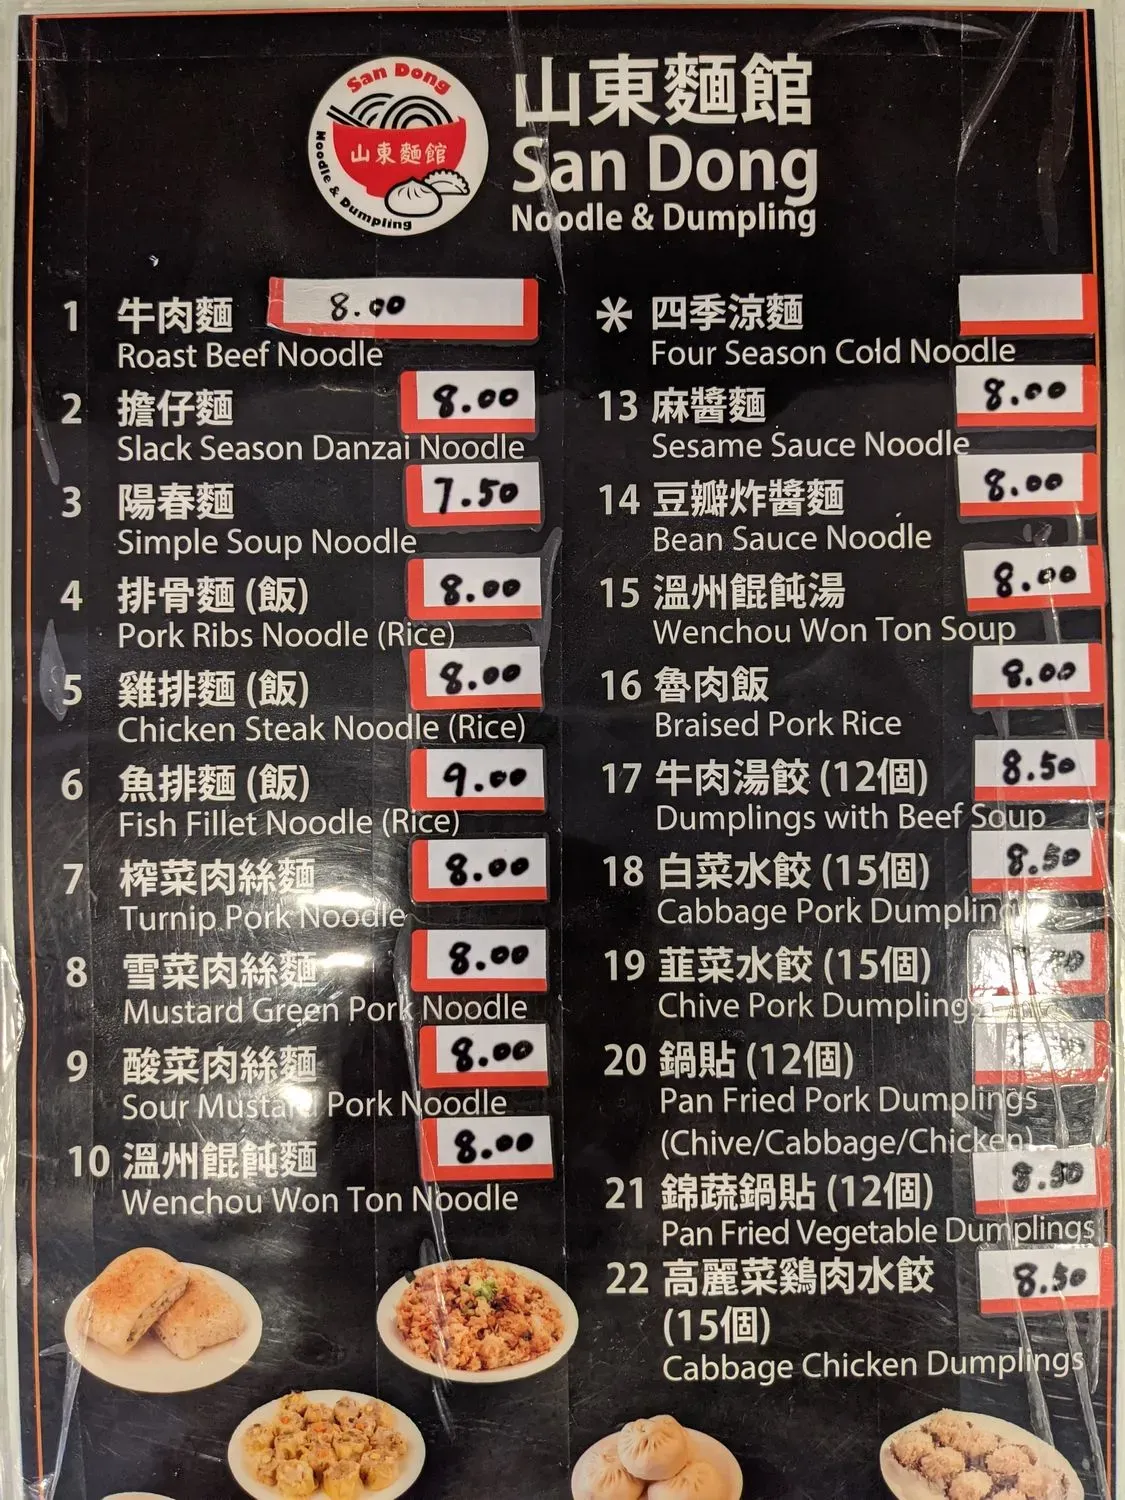 San Dong
山東麵館
Noodle & Dumpling
山東麵館
San Dong
Noodle & Dumpling
1 牛肉麵 8.00
Roast Beef Noodle
2 擔仔麵 8.00
Slack Season Danzai Noodle
3 陽春麵 7.50
Simple Soup Noodle
4 排骨麵 (飯) 8.00
Pork Ribs Noodle (Rice)
5 雞排麵 (飯) 8.00
Chicken Steak Noodle (Rice)
6 魚排麵 (飯) 9.00
Fish Fillet Noodle (Rice)
7 榨菜肉絲麵 8.00
Turnip Pork Noodle
8 雪菜肉絲麵 8.00
Mustard Green Pork Noodle
9 酸菜肉絲麵 8.00
Sour Mustard Pork Noodle
10 溫州餛飩麵 8.00
Wenchou Won Ton Noodle
* 四季涼麵
Four Season Cold Noodle
13 麻醬麵 8.00
Sesame Sauce Noodle
14 豆瓣炸醬麵 8.00
Bean Sauce Noodle
15 溫州餛飩湯 8.00
Wenchou Won Ton Soup
16 魯肉飯 8.00
Braised Pork Rice
17 牛肉湯餃 (12個) 8.50
Dumplings with Beef Soup
18 白菜水餃 (15個) 8.50
Cabbage Pork Dumplings
19 韮菜水餃 (15個)
Chive Pork Dumplings
20 鍋貼 (12個)
Pan Fried Pork Dumplings
(Chive/Cabbage/Chicken)
21 錦蔬鍋貼 (12個) 8.50
Pan Fried Vegetable Dumplings
22 高麗菜鷄肉水餃 8.50
(15個)
Cabbage Chicken Dumplings